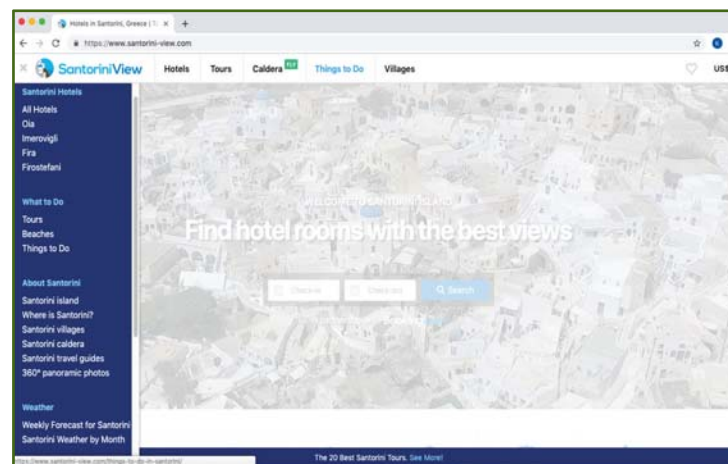 Hotels in Santorini, Greece | T
https://www.santorini-view.com
SantoriniView
Hotels
Tours
Caldera FLY
Things to Do
Villages
US$
Santorini Hotels
All Hotels
Oia
Imerovigli
Fira
Firostefani
What to Do
Tours
Beaches
Things to Do
About Santorini
Santorini island
Where is Santorini?
Santorini villages
Santorini caldera
Santorini travel guides
360° panoramic photos
Weather
Weekly Forecast for Santorini
Santorini Weather by Month
WELCOME TO SANTORINI ISLAND
Find hotel rooms with the best views
Check-in
Check-out
Search
https://www.santorini-view.com/things-to-do-in-santorini/
The 20 Best Santorini Tours. See More!